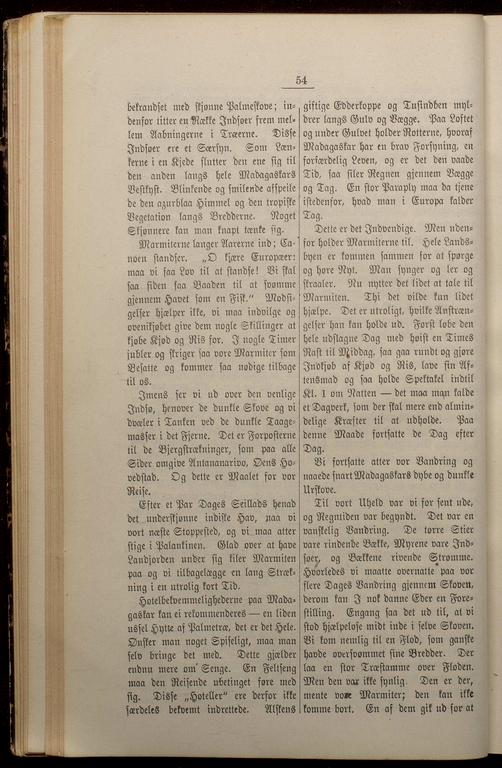 54
bekrandset med skjønne Palmeskove; in-
denfor titter en Række Indsøer frem mel-
lem Aabningerne i Træerne. Disse
Indsøer ere et Særsyn. Som Læn-
kerne i en Kjede slutter den ene sig til
den anden langs hele Madagaskars
Vestkyst. Blinkende og smilende afspeile
de den azurblaa Himmel og den tropiske
Vegetation langs Bredderne. Noget
Skjønnere kan man knapt tænke sig.
Marmiterne langer Aarerne ind; Ca-
noen standser. „O kjære Europæer:
maa vi saa Lov til at standse! Vi skal
saa siden saa Baaden til at svømme
gjennem Havet som en Fisk.“ Modsi-
gelser hjælper ikke, vi maa indvilge og
ovenikjøbet give dem nogle Skillinger at
kjøbe Kjød og Ris for. I nogle Timer
jubler og skriger saa vore Marmiter som
Besatte og kommer saa nødige tilbage
til os.
Imens ser vi ud over den venlige
Indsø, henover de dunkle Skove og vi
dvæler i Tanken ved de dunkle Taage-
masser i det Fjerne. Det er Forposterne
til de Bjergstrækninger, som paa alle
Sider omgive Antananarivo, Øens Ho-
vedstad. Og dette er Maalet for vor
Reise.
Efter et Par Dages Seillads henad
det underskjønne indiske Hav, naa vi
vort næste Stoppested, og vi maa atter
stige i Palankinen. Glad over at have
Landjorden under sig kiler Marmiten
paa og vi tilbagelægge en lang Stræk-
ning i en utrolig kort Tid.
Hotelbekvemmelighederne paa Mada-
gaskar kan ei rekommenderes — en liden
ussel Hytte af Palmetræ, det er det Hele.
Ønsker man noget Spiseligt, maa man
selv bringe det med. Dette gjælder
endnu mere om Senge. En Feltseng
maa den Reisende ubetinget føre med
sig. Disse „Hoteller“ ere derfor ikke
særdeles bekvemt indrettede. Alskens
giftige Edderkoppe og Tusindben myl-
drer langs Gulv og Vægge. Paa Loftet
og under Gulvet holder Rotterne, hvoraf
Madagaskar har en brav Forsyning, en
forfærdelig Leven, og er det den vaade
Tid, saa siler Regnen gjennem Vægge
og Tag. En stor Paraply maa da tjene
istedenfor, hvad man i Europa kalder
Tag.
Dette er det Indvendige. Men uden-
for holder Marmiterne til. Hele Lands-
byen er kommen sammen for at spørge
og høre Nyt. Man synger og ler og
skraaler. Nu nytter det lidet at tale til
Marmiten. Thi det vilde kun lidet
hjælpe. Det er utroligt, hvilke Anstræn-
gelser han kan holde ud. Først løbe den
hele udslagne Dag med høist en Times
Rast til Middag, saa gaa rundt og gjøre
Indkjøb af Kjød og Ris, lave sin Af-
tensmad og saa holde Spektakel indtil
Kl. 1 om Natten — det maa man kalde
et Dagverk, som der skal mere end almin-
delige Kræfter til at udholde. Paa
denne Maade fortsatte de Dag efter
Dag.
Vi fortsatte atter vor Vandring og
naaede snart Madagaskars dybe og dunkle
Urskove.
Til vort Uheld var vi for sent ude,
og Regntiden var begyndt. Det var en
vanskelig Vandring. De tørre Stier
vare rindende Bække, Myrene vare Ind-
søer, og Bækkene rivende Strømme.
Hvorledes vi maatte overnatte paa vor
flere Dages Vandring gjennem Skoven,
derom kan I nok danne Eder en Fore-
stilling. Engang saa det ud til, at vi
stod hjælpeløse midt inde i selve Skoven.
Vi kom nemlig til en Flod, som ganske
havde oversvømmet sine Bredder. Der
laa en stor Træstamme over Floden.
Men den var ikke synlig. Den er der,
mente vore Marmiter; den kan ikke
komme bort. En af dem gik ud for at